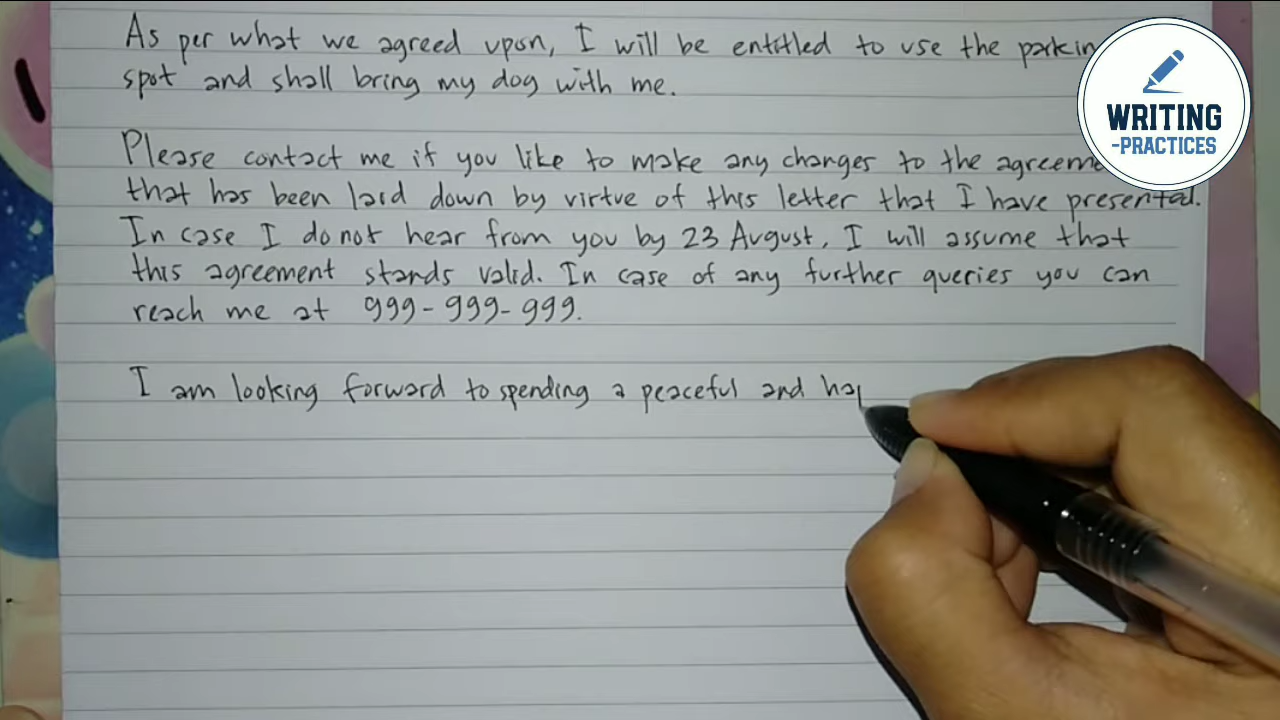 As per what we agreed upon, I will be entitled to use the parkin
spot and shall bring my dog with me.
Please contact me if you like to make any changes to the agreeme
that has been laid down by virtue of this letter that I have presented.
In case I do not hear from you by 23 August, I will assume that
this agreement stands valid. In case of any further queries you can
reach me at 999-999-999.
I am looking forward to spending a peaceful and hap
WRITING
-PRACTICES